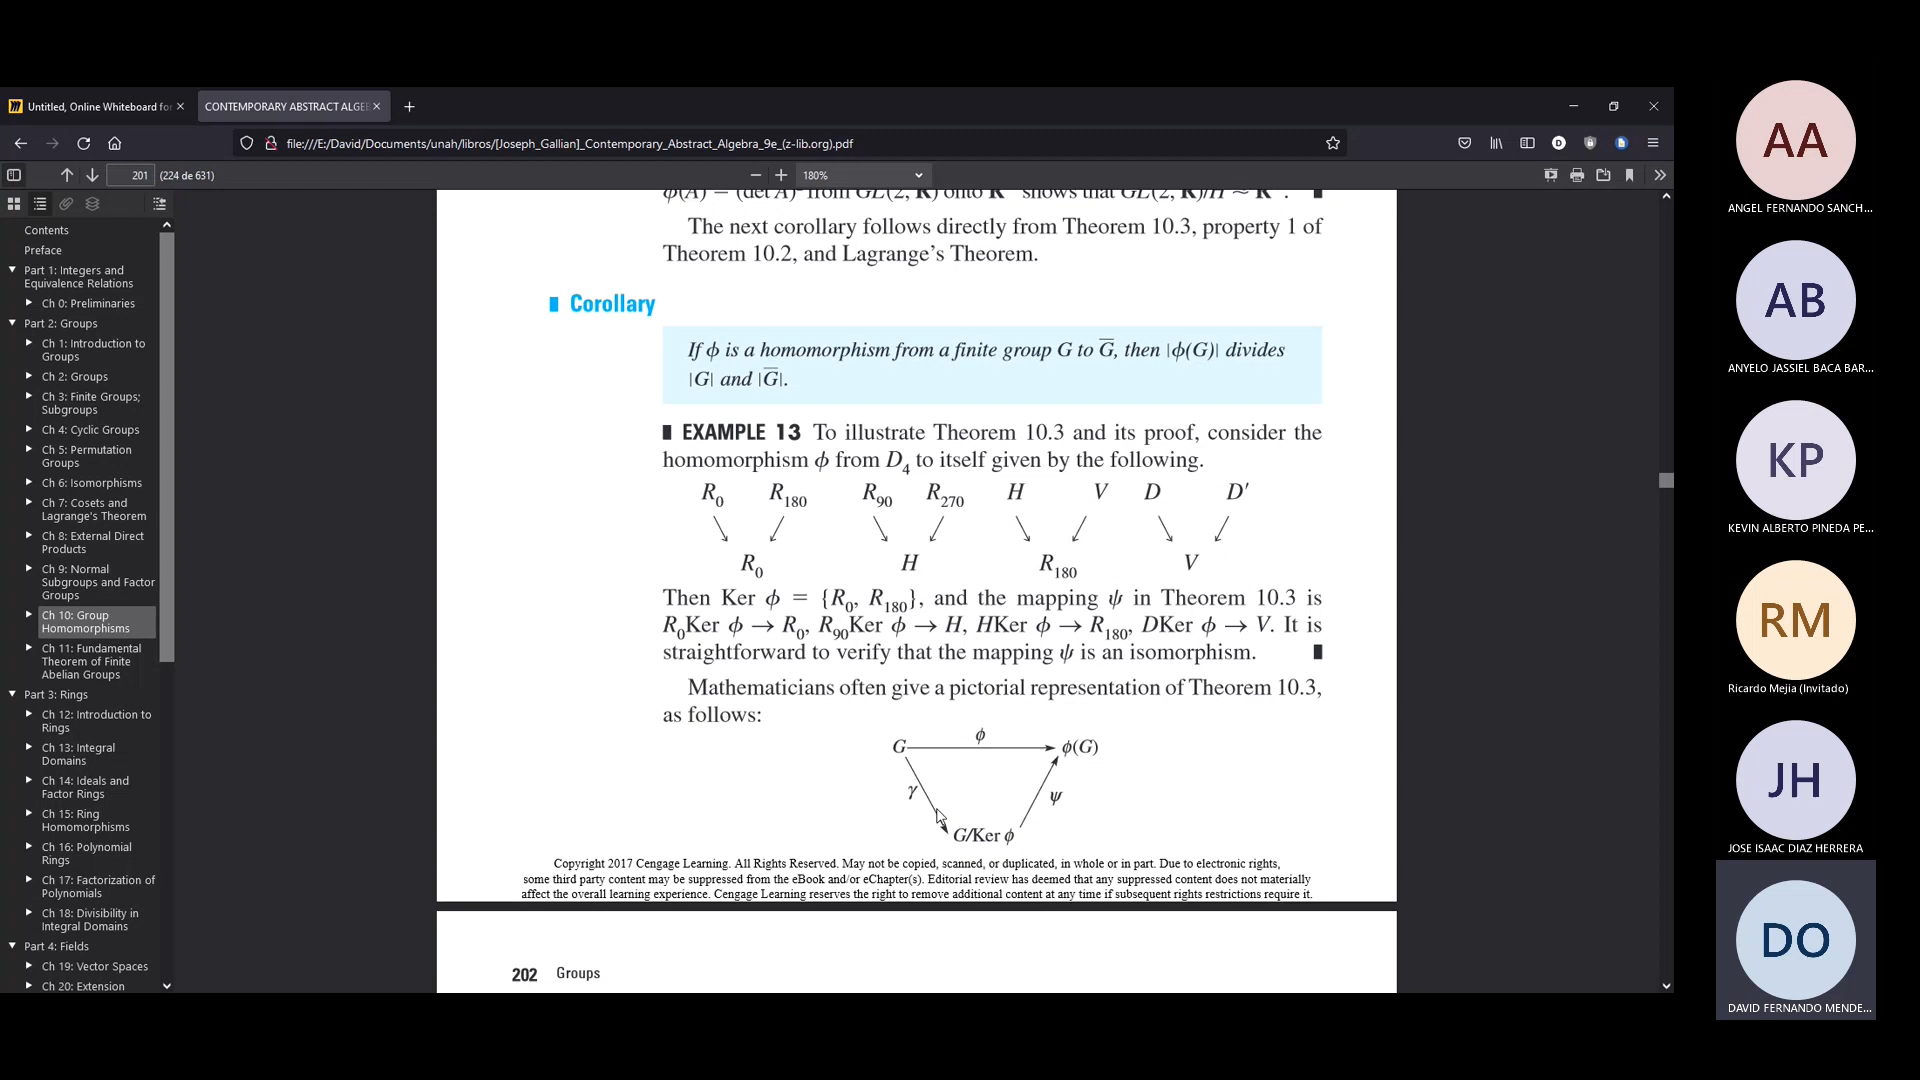 Untitled, Online Whiteboard fo
CONTEMPORARY ABSTRACT ALGEB
file:///E:/David/Documents/unah/libros/[Joseph_Gallian]_Contemporary_Abstract_Algebra_9e_(z-lib.org).pdf
201 (224 de 631)
180%
Contents
Preface
Part 1: Integers and
Equivalence Relations
Ch 0: Preliminaries
Part 2: Groups
Ch 1: Introduction to
Groups
Ch 2: Groups
Ch 3: Finite Groups;
Subgroups
Ch 4: Cyclic Groups
Ch 5: Permutation
Groups
Ch 6: Isomorphisms
Ch 7: Cosets and
Lagrange's Theorem
Ch 8: External Direct
Products
Ch 9: Normal
Subgroups and Factor
Groups
Ch 10: Group
Homomorphisms
Ch 11: Fundamental
Theorem of Finite
Abelian Groups
Part 3: Rings
Ch 12: Introduction to
Rings
Ch 13: Integral
Domains
Ch 14: Ideals and
Factor Rings
Ch 15: Ring
Homomorphisms
Ch 16: Polynomial
Rings
Ch 17: Factorization of
Polynomials
Ch 18: Divisibility in
Integral Domains
Part 4: Fields
Ch 19: Vector Spaces
Ch 20: Extension
The next corollary follows directly from Theorem 10.3, property 1 of
Theorem 10.2, and Lagrange’s Theorem.
Corollary
If ϕ is a homomorphism from a finite group G to G̅, then |ϕ(G)| divides
|G| and |G̅|.
EXAMPLE 13 To illustrate Theorem 10.3 and its proof, consider the
homomorphism ϕ from D₄ to itself given by the following.
R₀ R₁₈₀ R₉₀ R₂₇₀ H V D D′
R₀ H R₁₈₀ V
Then Ker ϕ = {R₀, R₁₈₀}, and the mapping ψ in Theorem 10.3 is
R₀Ker ϕ → R₀, R₉₀Ker ϕ → H, HKer ϕ → R₁₈₀, DKer ϕ → V. It is
straightforward to verify that the mapping ψ is an isomorphism.
Mathematicians often give a pictorial representation of Theorem 10.3,
as follows:
ϕ
G ϕ(G)
γ ψ
G/Ker ϕ
Copyright 2017 Cengage Learning. All Rights Reserved. May not be copied, scanned, or duplicated, in whole or in part. Due to electronic rights,
some third party content may be suppressed from the eBook and/or eChapter(s). Editorial review has deemed that any suppressed content does not materially
affect the overall learning experience. Cengage Learning reserves the right to remove additional content at any time if subsequent rights restrictions require it.
202 Groups
AA
ANGEL FERNANDO SANCH...
AB
ANYELO JASSIEL BACA BAR...
KP
KEVIN ALBERTO PINEDA PE...
RM
Ricardo Mejia (Invitado)
JH
JOSE ISAAC DIAZ HERRERA
DO
DAVID FERNANDO MENDE...